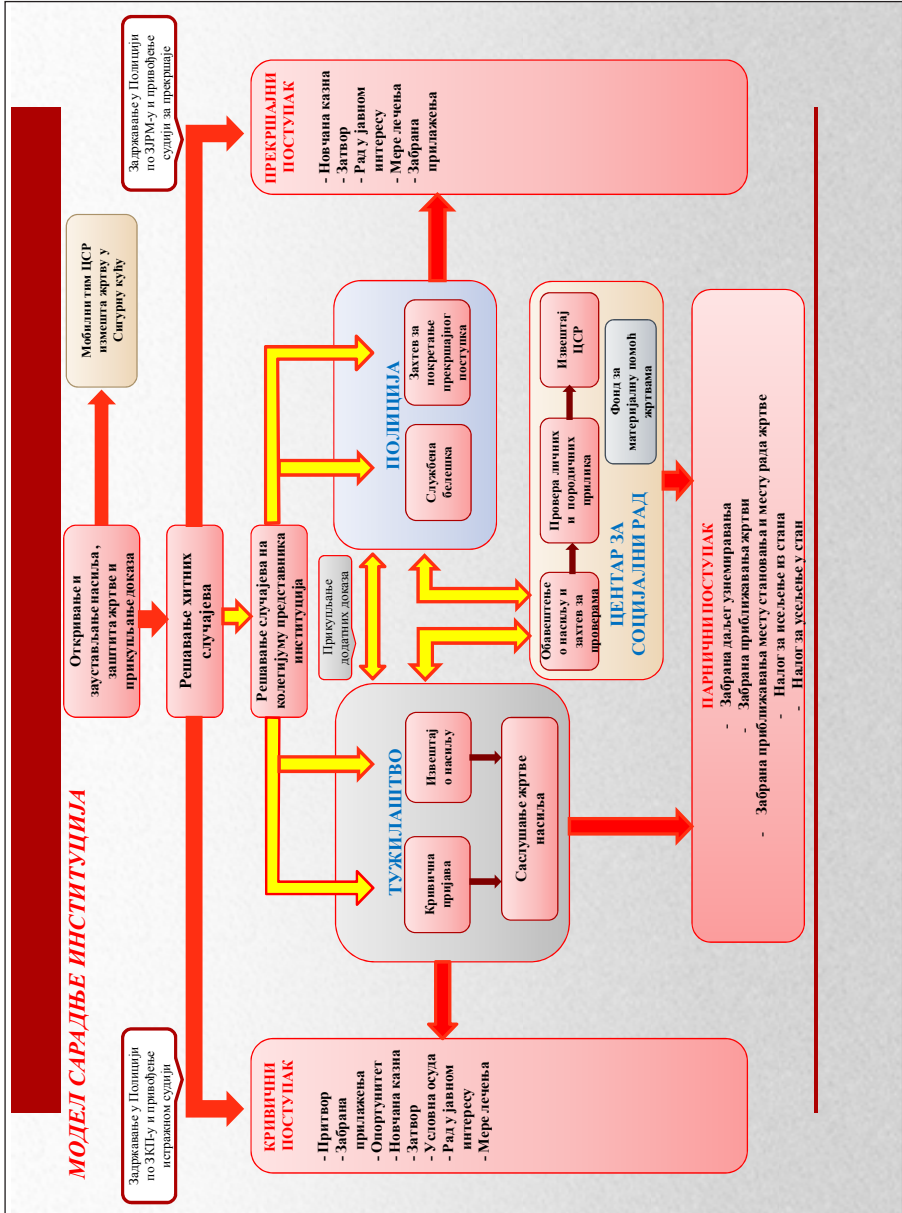 МОДЕЛ САРАДЊЕ ИНСТИТУЦИЈА
Задржавање у Полицији
по ЗКП-у и привођење
истражном судији
Откривање и
заустављање насиља ,
заштита жртве и
прикупљање доказа
Мобилни тим ЦСР
измешта жртву у
Сигурну кућу
Задржавање у Полицији
по ЗЈРМ-у и привођење
судији за прекршаје
Решавање хитних
случајева
Решавање случајева на
колегијуму представника
институција
КРИВИЧНИ
ПОСТУПАК
- Притвор
- Забрана
прилажења
- Опортунитет
- Новчана казна
- Затвор
- Условна осуда
- Рад у јавном
интересу
- Мере лечења
ТУЖИЛАШТВО
Кривична
пријава
Извештај
о насиљу
Саслушање жртве
насиља
Прикупљање
додатних доказа
ПОЛИЦИЈА
Службена
белешка
Захтев за
покретање
прекршајног
поступка
ПРЕКРШАЈНИ
ПОСТУПАК
- Новчана казна
- Затвор
- Рад у јавном
интересу
- Мере лечења
- Забрана
прилажења
Обавештење
о насиљу и
захтев за
проверама
Провера личних
и породичних
прилика
Извештај
ЦСР
ЦЕНТАР ЗА
СОЦИЈАЛНИ РАД
Фонд за
материјалну помоћ
жртвама
ПАРНИЧНИ ПОСТУПАК
- Забрана даљег узнемиравања
- Забрана приближавања жртви
- Забрана приближавања месту становања и месту рада жртве
- Налог за исељење из стана
- Налог за усељење у стан